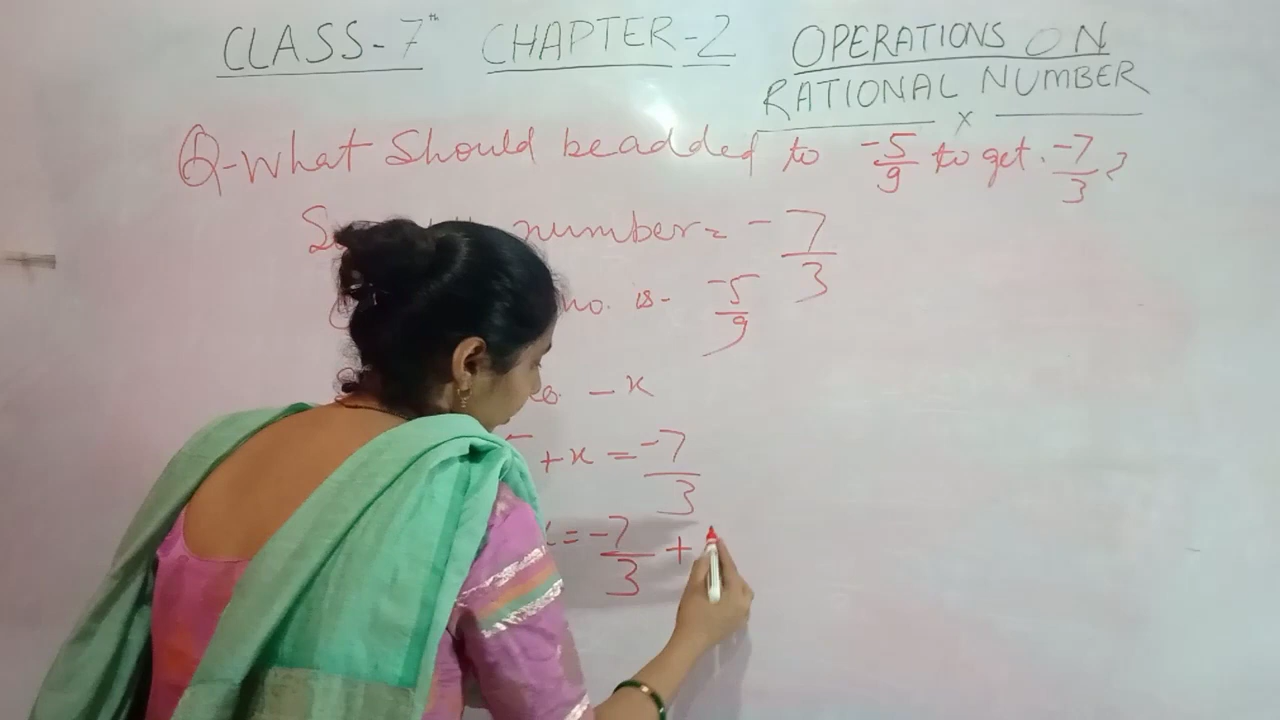 CLASS-7th CHAPTER-2 OPERATIONS ON
RATIONAL NUMBER
x
Q-What Should be added to -5/9 to get -7/3?
number = -7/3
no. is - -5/9
- x
+x = -7/3
= -7/3 +